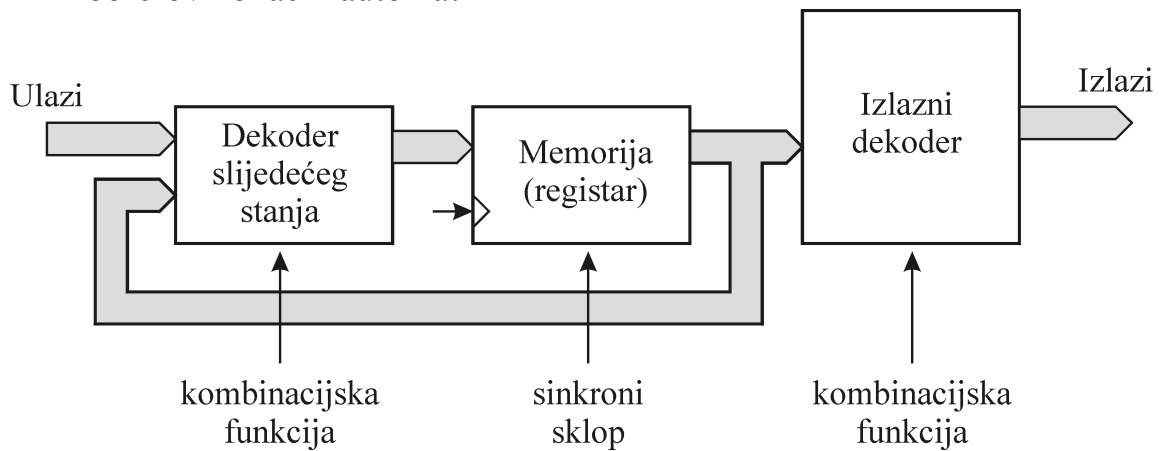 Ulazi
Dekoder
slijedećeg
stanja
Memorija
(registar)
Izlazni
dekoder
Izlazi
kombinacijska
funkcija
sinkroni
sklop
kombinacijska
funkcija